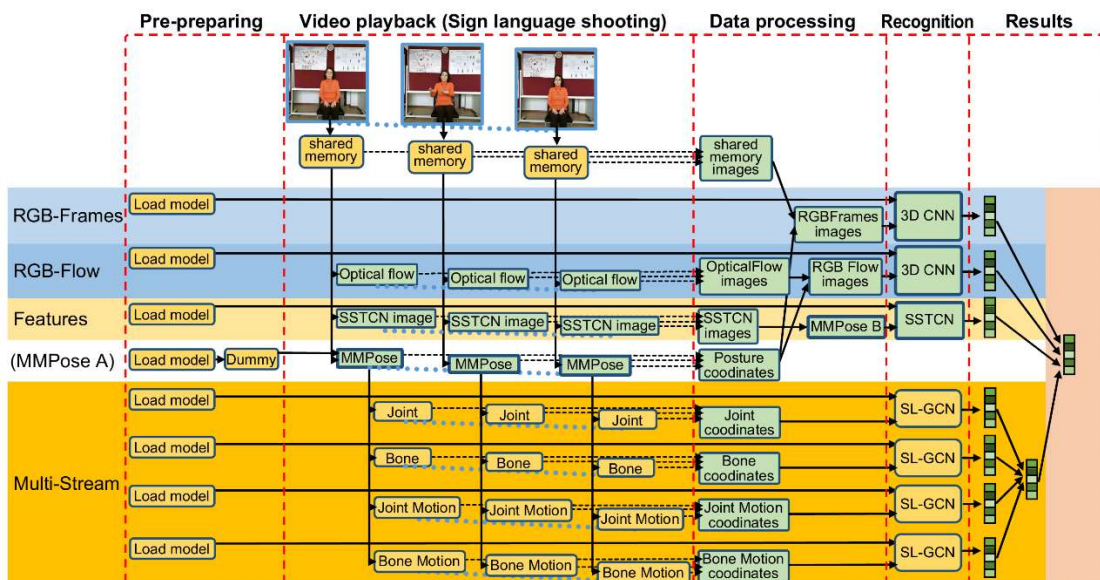 Pre-preparing
Video playback (Sign language shooting)
Data processing
Recognition
Results
shared
memory
shared
memory
shared
memory
shared
memory
images
RGB-Frames
Load model
RGBFrames
images
3D CNN
RGB-Flow
Load model
Optical flow
Optical flow
Optical flow
OpticalFlow
images
RGB Flow
images
3D CNN
Features
Load model
SSTCN image
SSTCN image
SSTCN image
SSTCN
images
MMPose B
SSTCN
(MMPose A)
Load model
Dummy
MMPose
MMPose
MMPose
Posture
coordinates
Multi-Stream
Load model
Joint
Joint
Joint
Joint
coodinates
SL-GCN
Load model
Bone
Bone
Bone
Bone
coodinates
SL-GCN
Load model
Joint Motion
Joint Motion
Joint Motion
Joint Motion
coodinates
SL-GCN
Load model
Bone Motion
Bone Motion
Bone Motion
Bone Motion
coordinates
SL-GCN